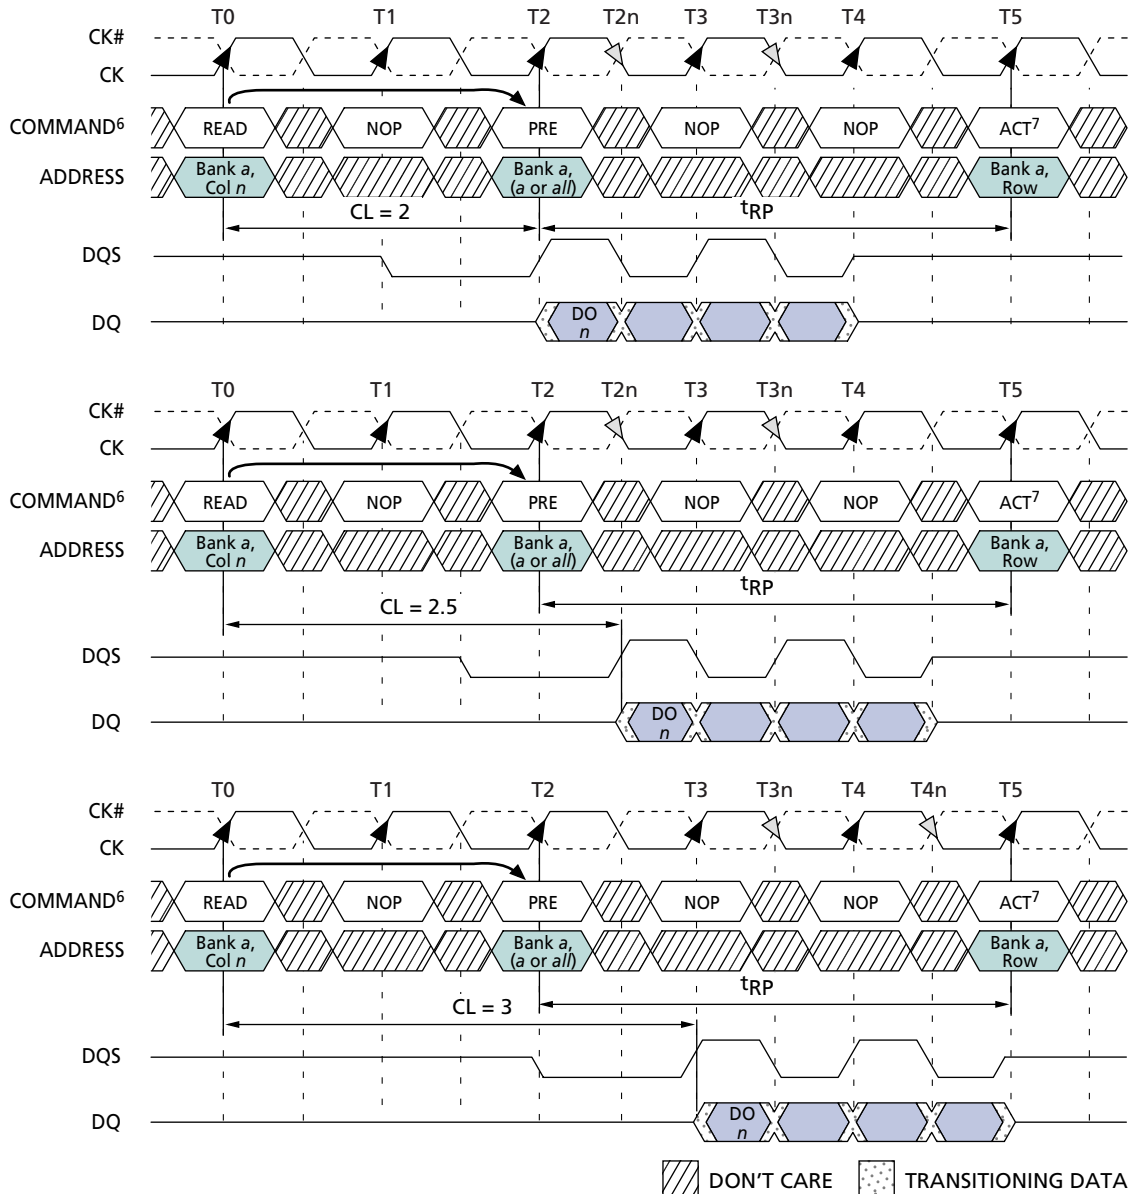 T0 T1 T2 T2n T3 T3n T4 T5
CK#
CK
COMMAND6 READ NOP PRE NOP NOP ACT7
ADDRESS Bank a, Col n Bank a, (a or all) Bank a, Row
CL = 2 tRP
DQS
DQ DO n
T0 T1 T2 T2n T3 T3n T4 T5
CK#
CK
COMMAND6 READ NOP PRE NOP NOP ACT7
ADDRESS Bank a, Col n Bank a, (a or all) Bank a, Row
tRP
CL = 2.5
DQS
DQ DO n
T0 T1 T2 T3 T3n T4 T4n T5
CK#
CK
COMMAND6 READ NOP PRE NOP NOP ACT7
ADDRESS Bank a, Col n Bank a, (a or all) Bank a, Row
tRP
CL = 3
DQS
DQ DO n
DON'T CARE TRANSITIONING DATA